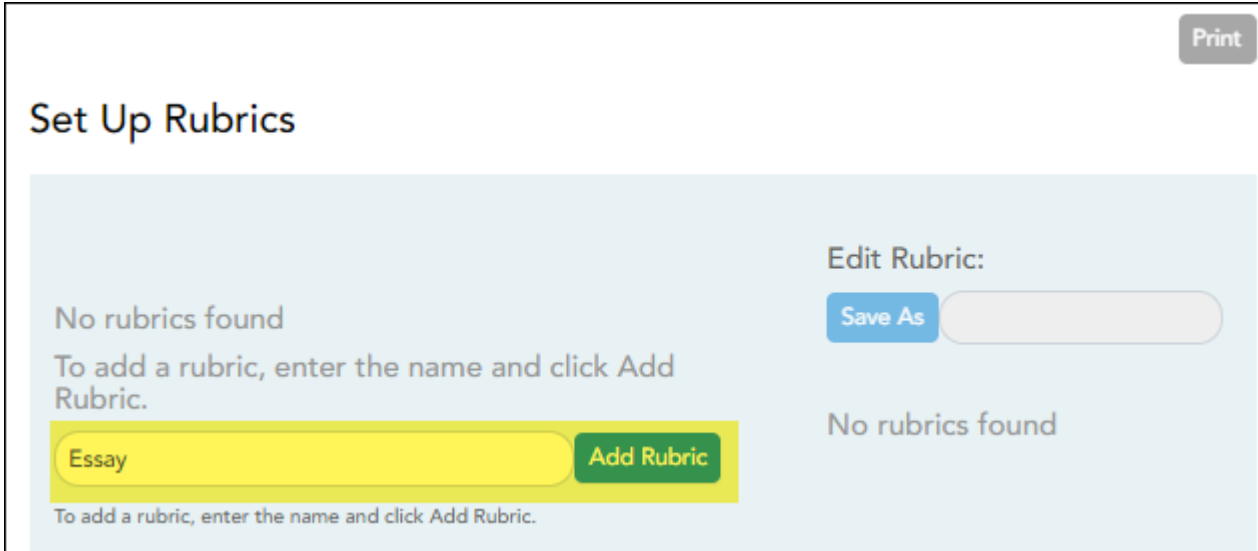 Print
Set Up Rubrics
No rubrics found
To add a rubric, enter the name and click Add
Rubric.
Essay Add Rubric
To add a rubric, enter the name and click Add Rubric.
Edit Rubric:
Save As
No rubrics found